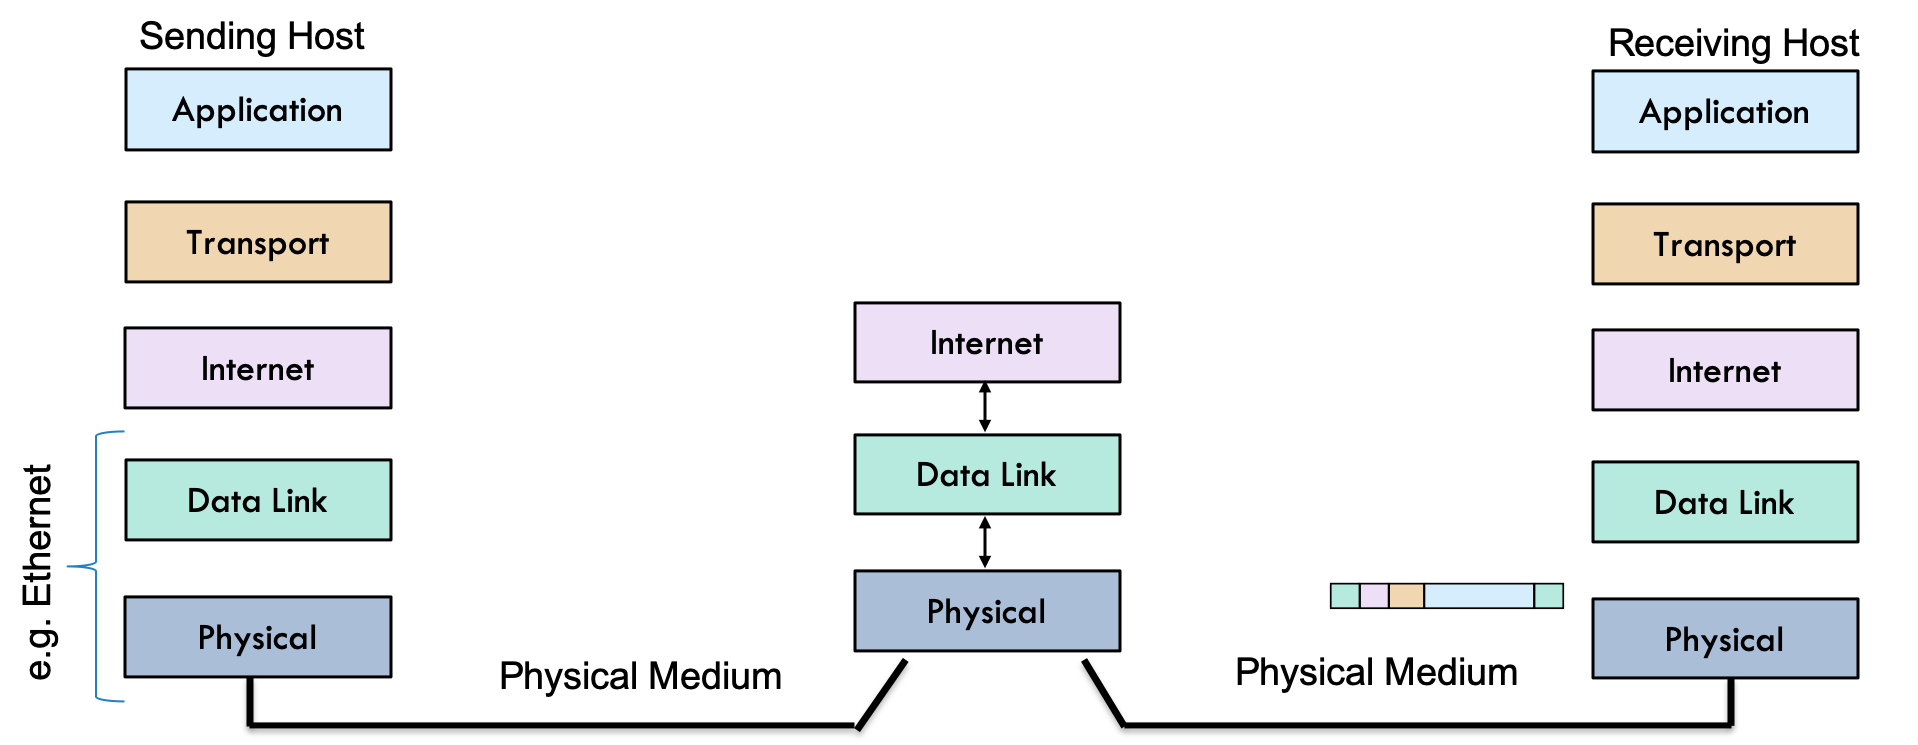 Sending Host
Application
Transport
Internet
Data Link
Physical
e.g. Ethernet
Physical Medium
Internet
Data Link
Physical
Physical Medium
Receiving Host
Application
Transport
Internet
Data Link
Physical